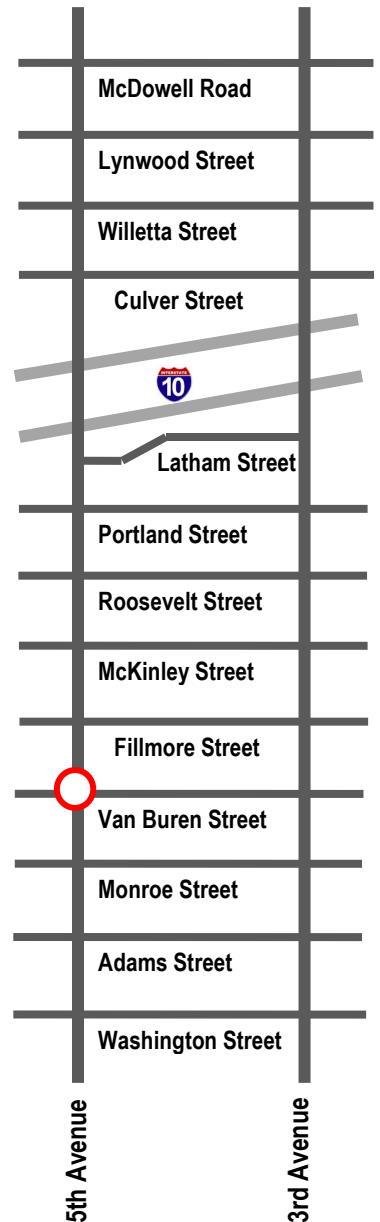 McDowell Road
Lynwood Street
Willetta Street
Culver Street
INTERSTATE
10
Latham Street
Portland Street
Roosevelt Street
McKinley Street
Fillmore Street
Van Buren Street
Monroe Street
Adams Street
Washington Street
5th Avenue
3rd Avenue